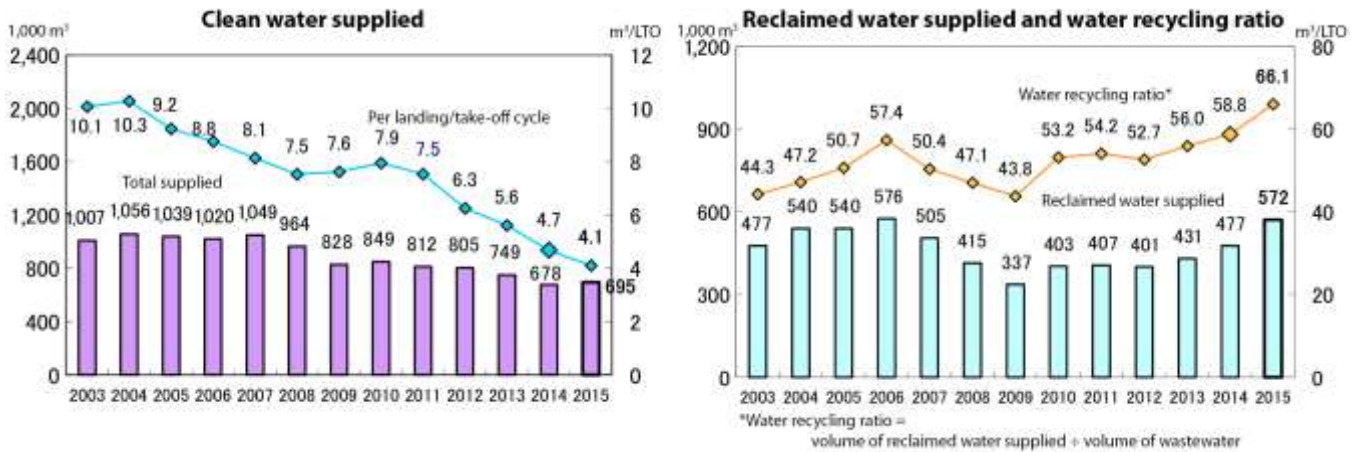 Clean water supplied
1,000 m³
m³/LTO
2,400
2,000
1,600
1,200
800
400
0
12
10
8
6
4
2
0
Per landing/take-off cycle
10.1 10.3 9.2 8.8 8.1 7.5 7.6 7.9 7.5 6.3 5.6 4.7 4.1
Total supplied
1,007 1,056 1,039 1,020 1,049 964 828 849 812 805 749 678 695
2003 2004 2005 2006 2007 2008 2009 2010 2011 2012 2013 2014 2015
Reclaimed water supplied and water recycling ratio
1,000 m³
m³/LTO
1,200
900
600
300
0
80
60
40
20
0
Water recycling ratio*
44.3 47.2 50.7 57.4 50.4 47.1 43.8 53.2 54.2 52.7 56.0 58.8 66.1
Reclaimed water supplied
477 540 540 576 505 415 337 403 407 401 431 477 572
2003 2004 2005 2006 2007 2008 2009 2010 2011 2012 2013 2014 2015
*Water recycling ratio =
volume of reclaimed water supplied ÷ volume of wastewater